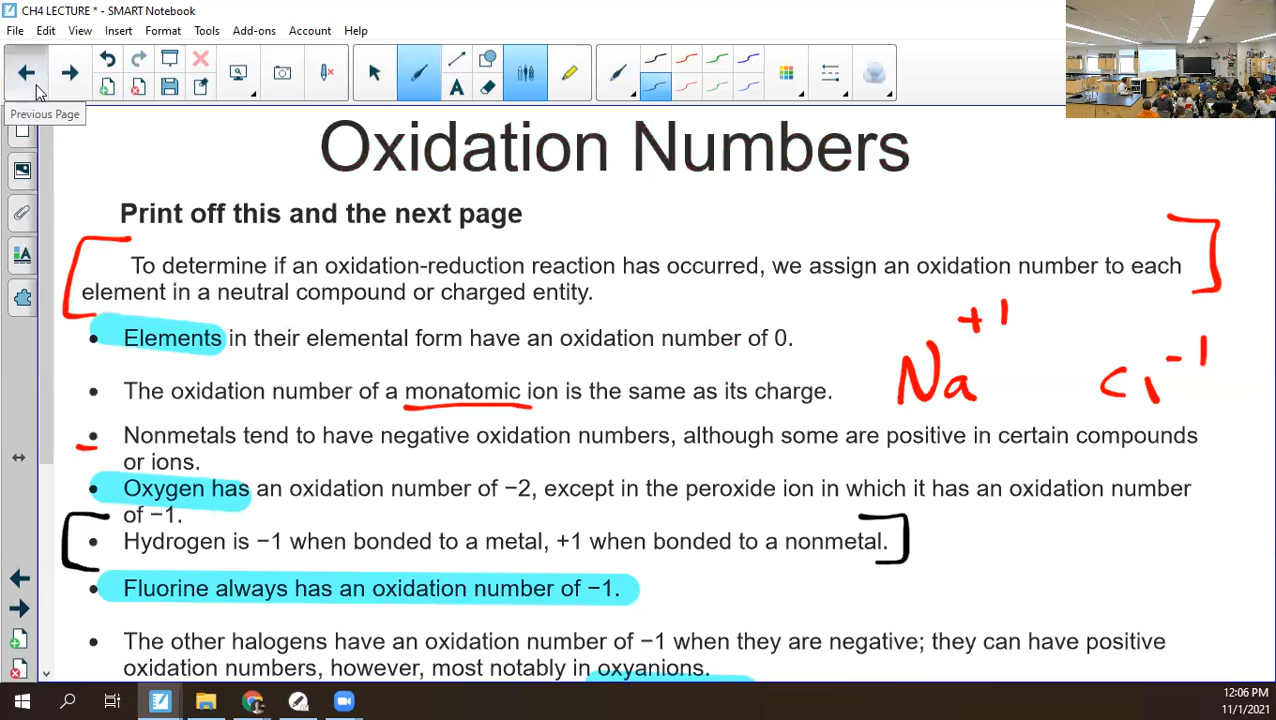 CH4 LECTURE * - SMART Notebook
File Edit View Insert Format Tools Add-ons Account Help
A
Previous Page
Oxidation Numbers
Print off this and the next page
To determine if an oxidation-reduction reaction has occurred, we assign an oxidation number to each
element in a neutral compound or charged entity.
• Elements in their elemental form have an oxidation number of 0.
Na+1 Cl-1
• The oxidation number of a monatomic ion is the same as its charge.
• Nonmetals tend to have negative oxidation numbers, although some are positive in certain compounds
or ions.
• Oxygen has an oxidation number of −2, except in the peroxide ion in which it has an oxidation number
of −1.
• Hydrogen is −1 when bonded to a metal, +1 when bonded to a nonmetal.
• Fluorine always has an oxidation number of −1.
• The other halogens have an oxidation number of −1 when they are negative; they can have positive
oxidation numbers, however, most notably in oxyanions.
12:06 PM
11/1/2021